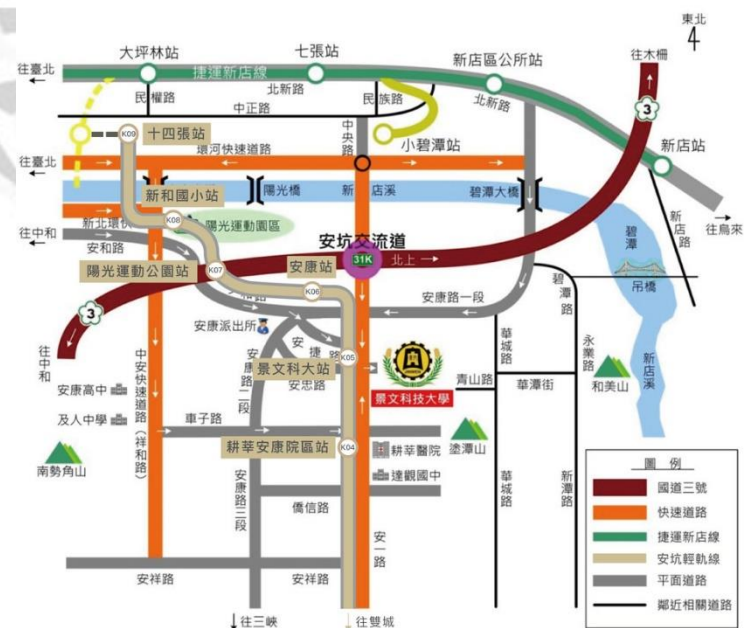 東北
4
大坪林站
七張站
新店區公所站
往木柵
往臺北
捷運新店線
北新路
北新路
民權路
民族路
中正路
3
K09
十四張站
中央路
小碧潭站
新店站
往臺北
環河快速道路
新和國小站
陽光橋
新店溪
碧潭大橋
往中和
新北環快
K08
陽光運動園區
安和路
安坑交流道
碧潭
新店路
往烏來
陽光運動公園站
K07
安康站
31K
北上
安和路
K06
安康路一段
碧潭路
吊橋
3
安康派出所
華城路
永業路
往中和
安捷路
K05
景文科大站
安忠路
景文科技大學
青山路
華潭街
和美山
新店溪
安康高中
及人中學
中安快速道路(祥和路)
安康路二段
車子路
耕莘安康院區站
K04
耕莘醫院
達觀國中
塗潭山
南勢角山
安康路三段
僑信路
安一路
華城路
新潭路
安祥路
安祥路
往三峽
往雙城
圖例
國道三號
快速道路
捷運新店線
安坑輕軌線
平面道路
鄰近相關道路